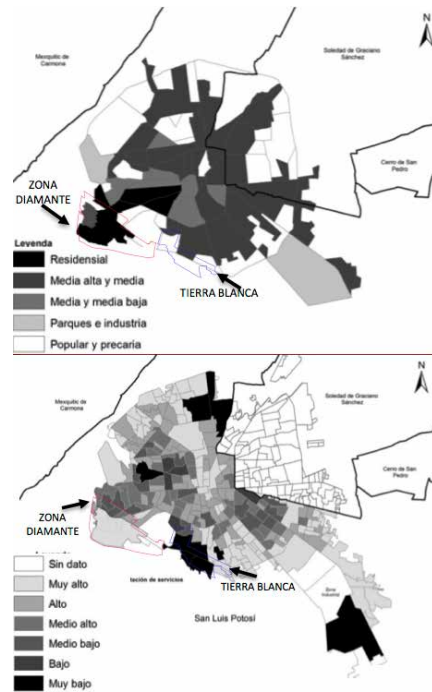 N
Mexquitic de
Carmona
Soledad de Graciano
Sánchez
Cerro de San
Pedro
ZONA
DIAMANTE
Leyenda
Residensial
Media alta y media
Media y media baja
Parques e industria
Popular y precaria
TIERRA BLANCA
N
Mexquitic de
Carmona
Soledad de Graciano
Sánchez
Cerro de San
Pedro
ZONA
DIAMANTE
Sin dato
Muy alto
Alto
Medio alto
Medio bajo
Bajo
Muy bajo
lación de servicios
TIERRA BLANCA
San Luis Potosí